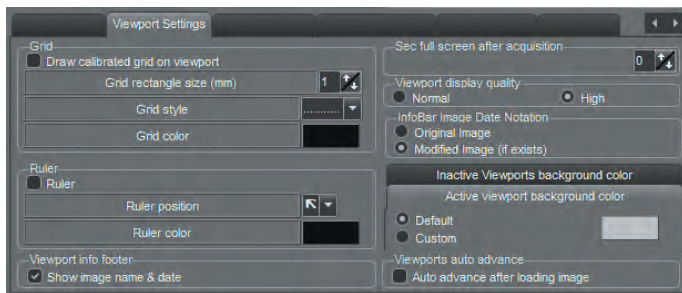 Viewport Settings
Grid
Draw calibrated grid on viewport
Grid rectangle size (mm)
1
Grid style
Grid color
Ruler
Ruler
Ruler position
Ruler color
Viewport info footer
Show image name & date
Sec full screen after acquisition
0
Viewport display quality
Normal
High
InfoBar Image Date Notation
Original Image
Modified Image (if exists)
Inactive Viewports background color
Active viewport background color
Default
Custom
Viewports auto advance
Auto advance after loading image